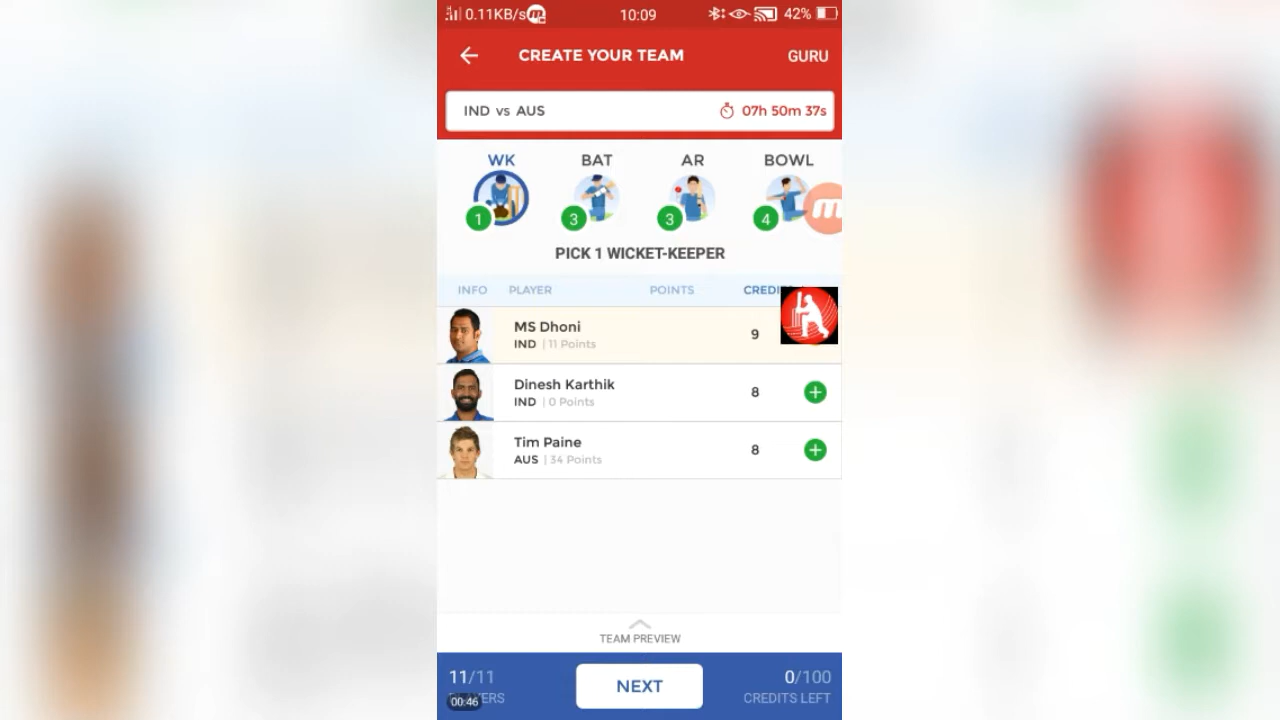 0.11KB/s 10:09 42%
CREATE YOUR TEAM GURU
IND vs AUS 07h 50m 37s
WK BAT AR BOWL
1 3 3 4
PICK 1 WICKET-KEEPER
INFO PLAYER POINTS
MS Dhoni
IND | 11 Points 9
Dinesh Karthik
IND | 0 Points 8
Tim Paine
AUS | 34 Points 8
TEAM PREVIEW
11/11 NEXT 0/100
00:46 CREDITS LEFT